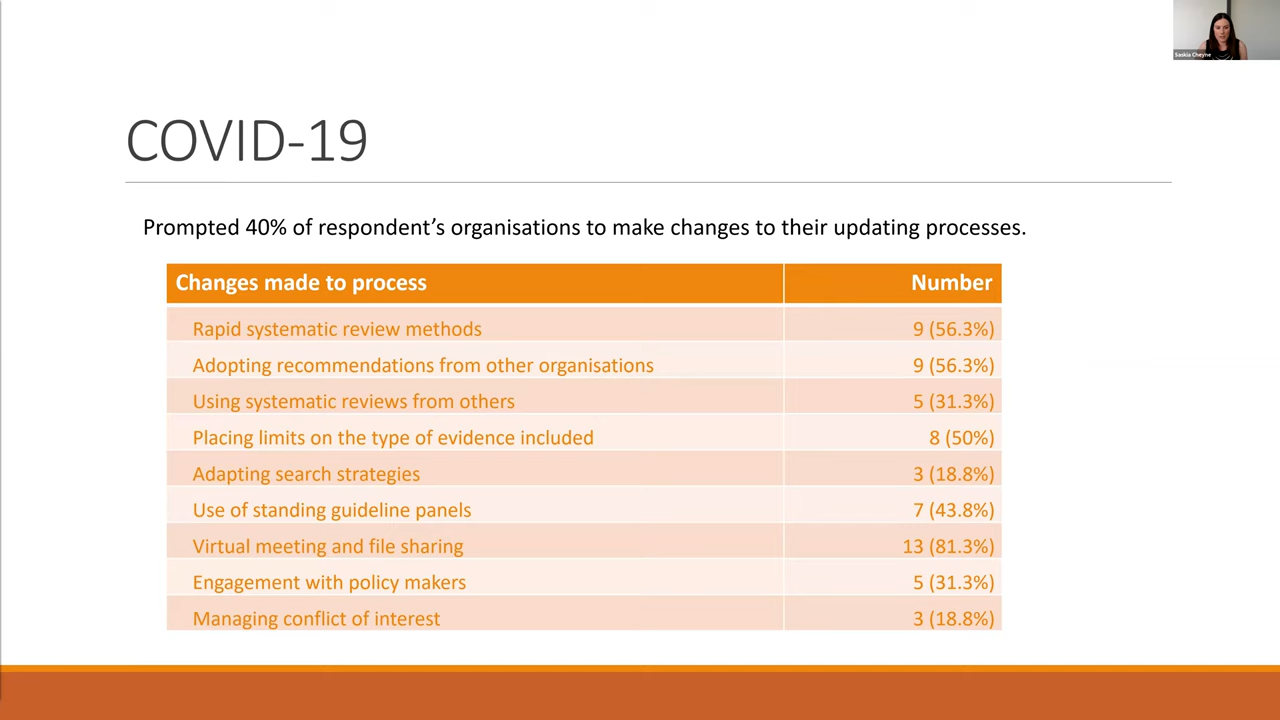 Saskia Cheyne
COVID-19
Prompted 40% of respondent’s organisations to make changes to their updating processes.
Changes made to process Number
Rapid systematic review methods 9 (56.3%)
Adopting recommendations from other organisations 9 (56.3%)
Using systematic reviews from others 5 (31.3%)
Placing limits on the type of evidence included 8 (50%)
Adapting search strategies 3 (18.8%)
Use of standing guideline panels 7 (43.8%)
Virtual meeting and file sharing 13 (81.3%)
Engagement with policy makers 5 (31.3%)
Managing conflict of interest 3 (18.8%)